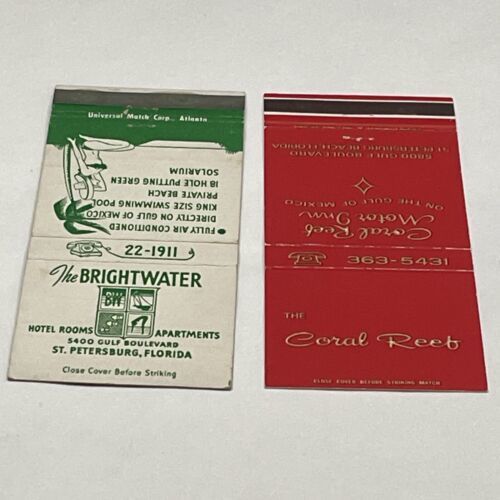 Universal Match Corp., Atlanta
• FULLY AIR CONDITIONED
DIRECTLY ON GULF OF MEXICO
KING SIZE SWIMMING POOL
PRIVATE BEACH
18 HOLE PUTTING GREEN
SOLARIUM
22-1911
The BRIGHTWATER
BW
HOTEL ROOMS APARTMENTS
5400 GULF BOULEVARD
ST. PETERSBURG, FLORIDA
Close Cover Before Striking
Coral Reef
Motor Inn
ON THE GULF OF MEXICO
5800 GULF BOULEVARD
ST. PETERSBURG BEACH, FLORIDA
363-5431
THE
Coral Reef
CLOSE COVER BEFORE STRIKING MATCH